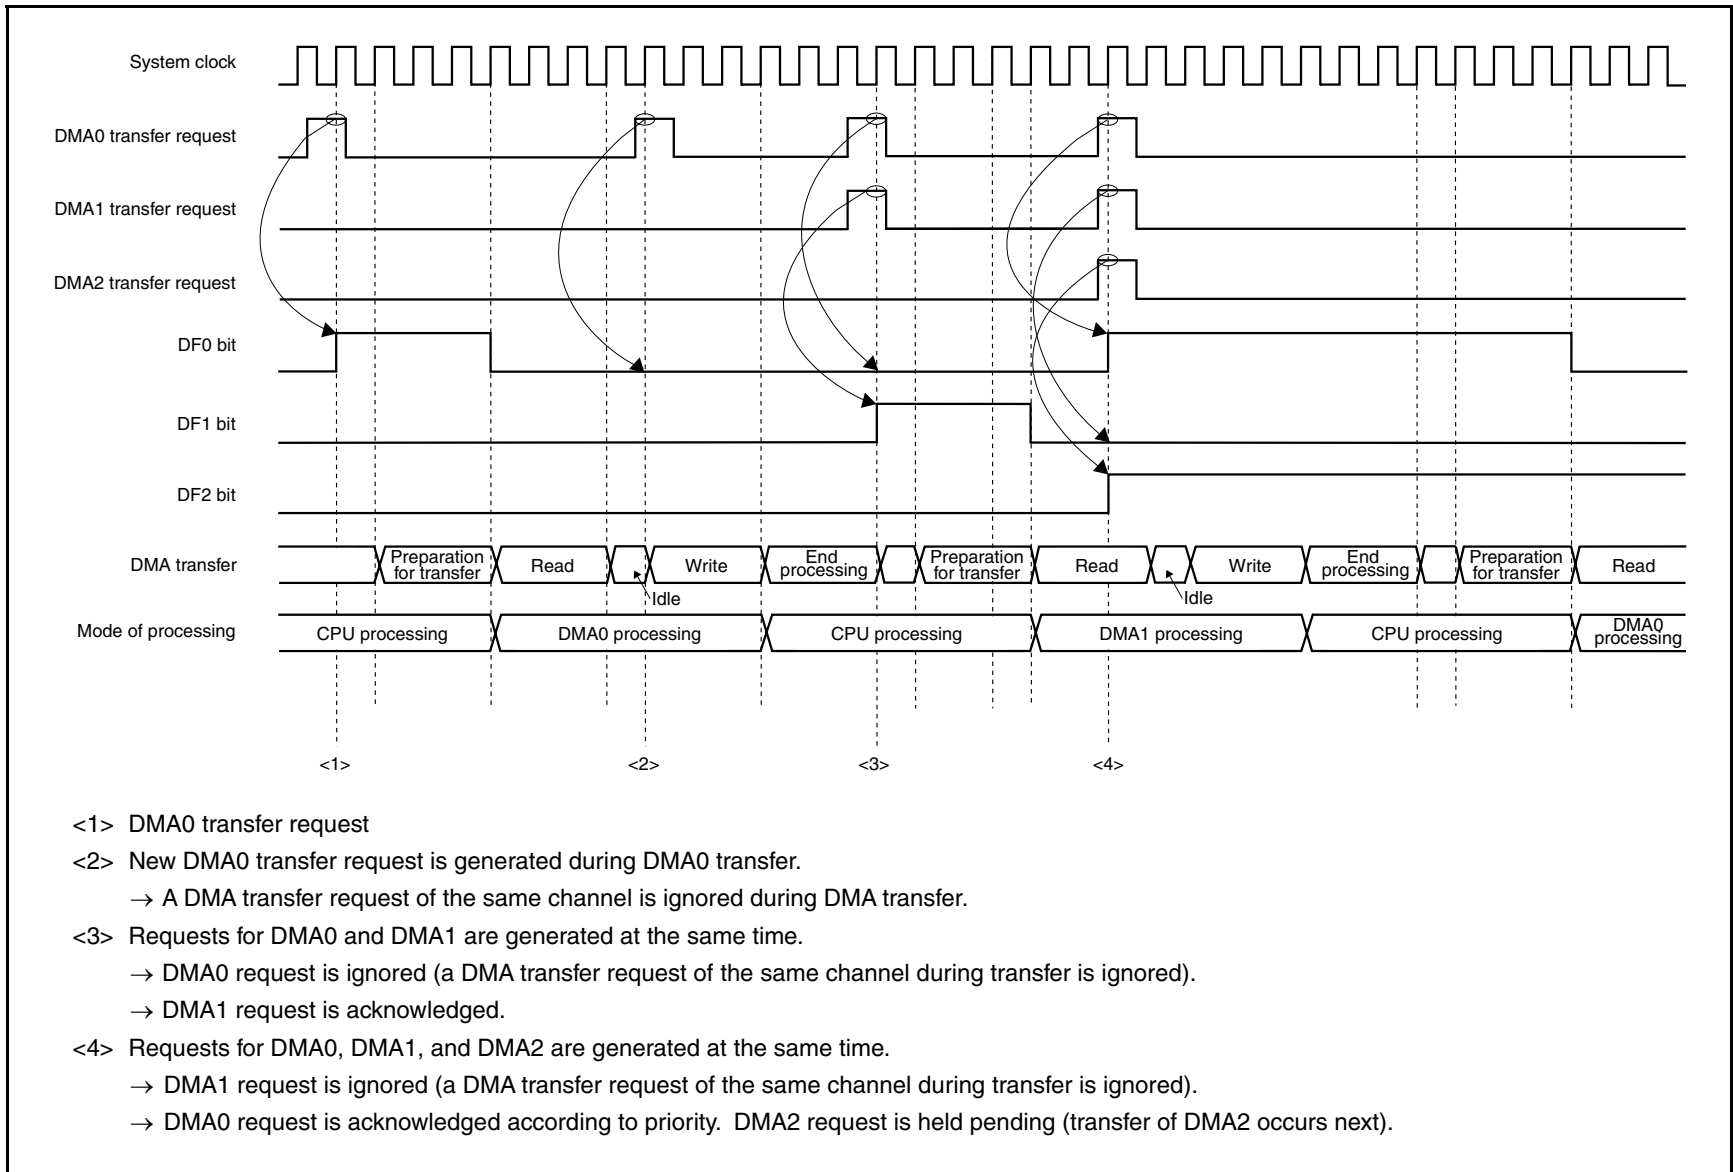 System clock
DMA0 transfer request
DMA1 transfer request
DMA2 transfer request
DF0 bit
DF1 bit
DF2 bit
DMA transfer
Preparation
for transfer
Read
Idle
Write
End
processing
Preparation
for transfer
Read
Idle
Write
End
processing
Preparation
for transfer
Read
Mode of processing
CPU processing
DMA0 processing
CPU processing
DMA1 processing
CPU processing
DMA0
processing
<1>
<2>
<3>
<4>
<1> DMA0 transfer request
<2> New DMA0 transfer request is generated during DMA0 transfer.
→ A DMA transfer request of the same channel is ignored during DMA transfer.
<3> Requests for DMA0 and DMA1 are generated at the same time.
→ DMA0 request is ignored (a DMA transfer request of the same channel during transfer is ignored).
→ DMA1 request is acknowledged.
<4> Requests for DMA0, DMA1, and DMA2 are generated at the same time.
→ DMA1 request is ignored (a DMA transfer request of the same channel during transfer is ignored).
→ DMA0 request is acknowledged according to priority. DMA2 request is held pending (transfer of DMA2 occurs next).